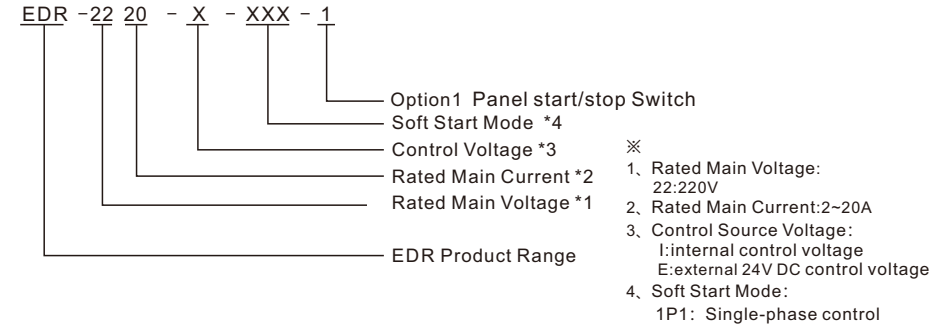 EDR -22 20 - X - XXX - 1
Option1 Panel start/stop Switch
Soft Start Mode *4
Control Voltage *3
Rated Main Current *2
Rated Main Voltage *1
EDR Product Range
※
1、Rated Main Voltage:
22:220V
2、Rated Main Current:2~20A
3、Control Source Voltage:
I:internal control voltage
E:external 24V DC control voltage
4、Soft Start Mode:
1P1: Single-phase control